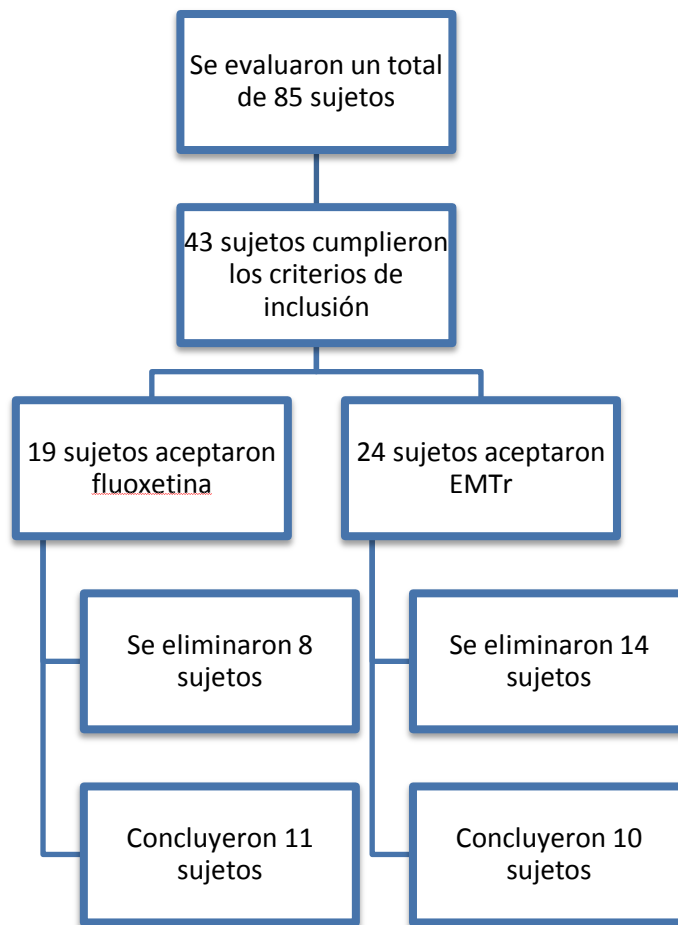 Se evaluaron un total
de 85 sujetos
43 sujetos cumplieron
los criterios de
inclusión
19 sujetos aceptaron
fluoxetina
24 sujetos aceptaron
EMTr
Se eliminaron 8
sujetos
Se eliminaron 14
sujetos
Concluyeron 11
sujetos
Concluyeron 10
sujetos